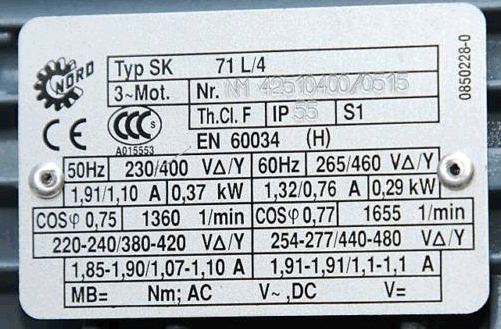 NORD
Typ SK 71 L/4
3~Mot. Nr. NM 42510400/0515
Th.Cl. F IP 55 S1
CE CCC S
A015553
EN 60034 (H)
50Hz 230/400 VΔ/Y 60Hz 265/460 VΔ/Y
1,91/1,10 A 0,37 kW 1,32/0,76 A 0,29 kW
COSφ 0,75 1360 1/min COSφ 0,77 1655 1/min
220-240/380-420 VΔ/Y 254-277/440-480 VΔ/Y
1,85-1,90/1,07-1,10 A 1,91-1,91/1,1-1,1 A
MB= Nm; AC V~ ,DC V=
0850228-0